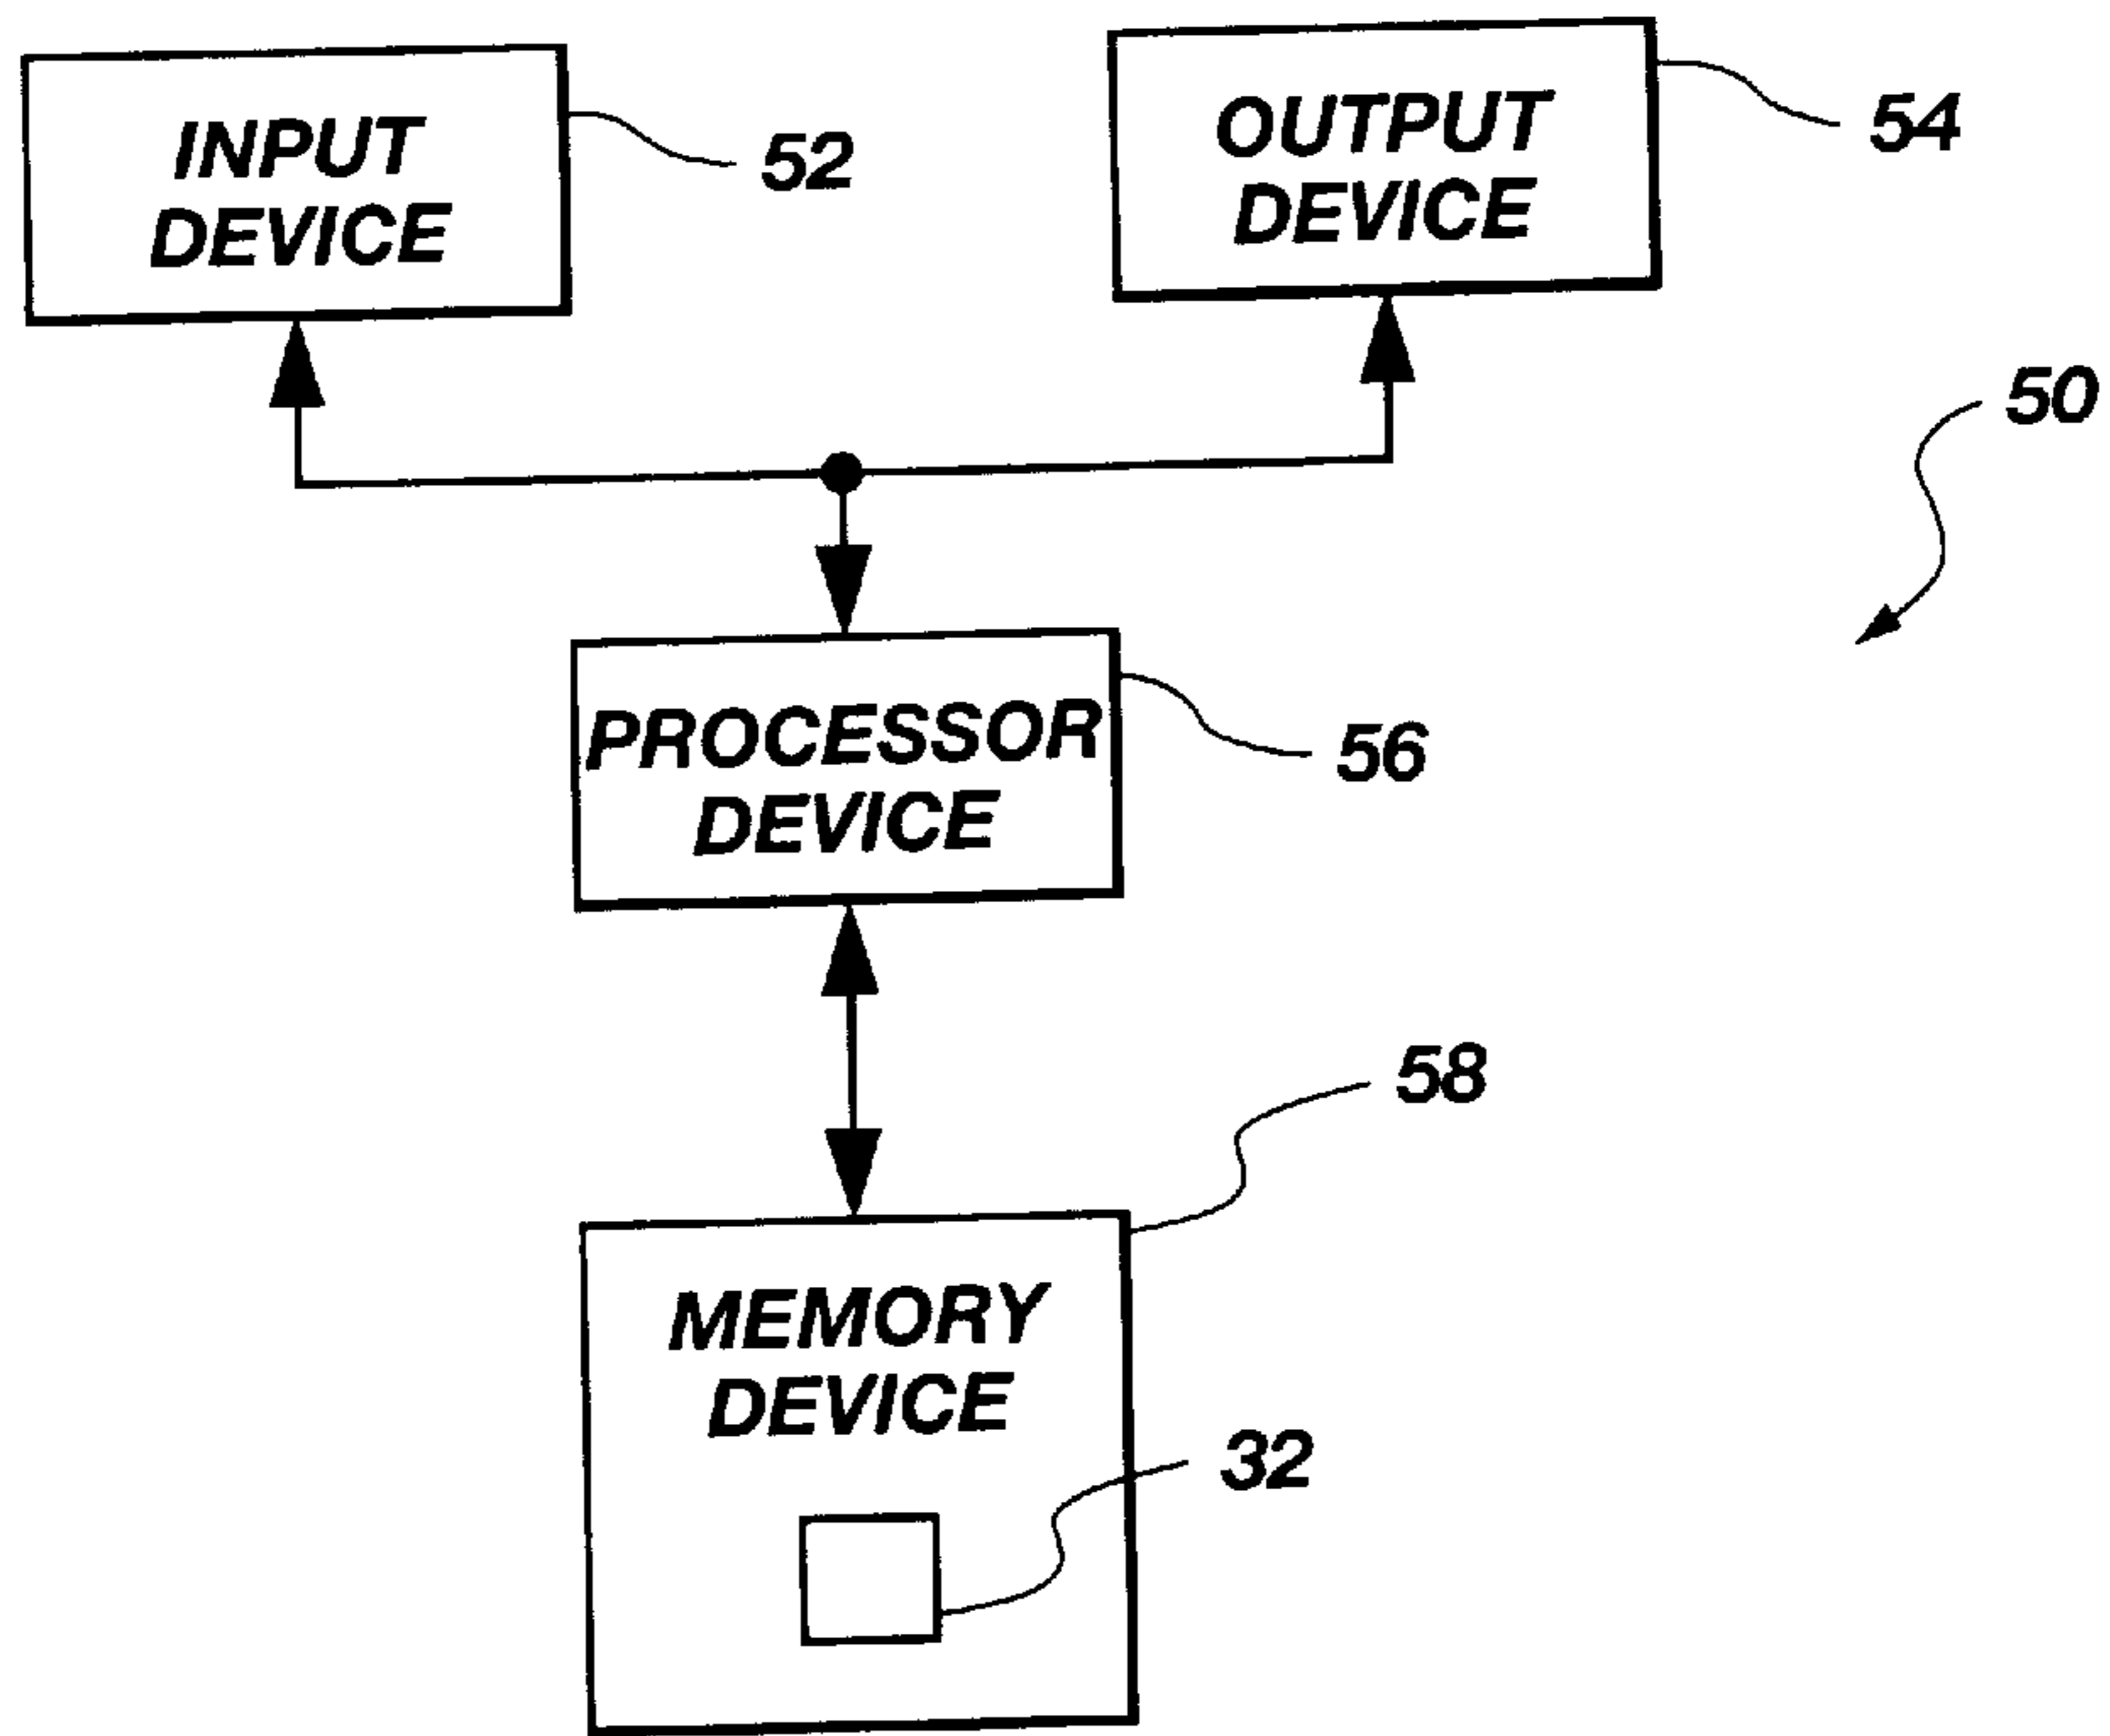 INPUT
DEVICE
52
OUTPUT
DEVICE
54
50
PROCESSOR
DEVICE
56
58
MEMORY
DEVICE
32